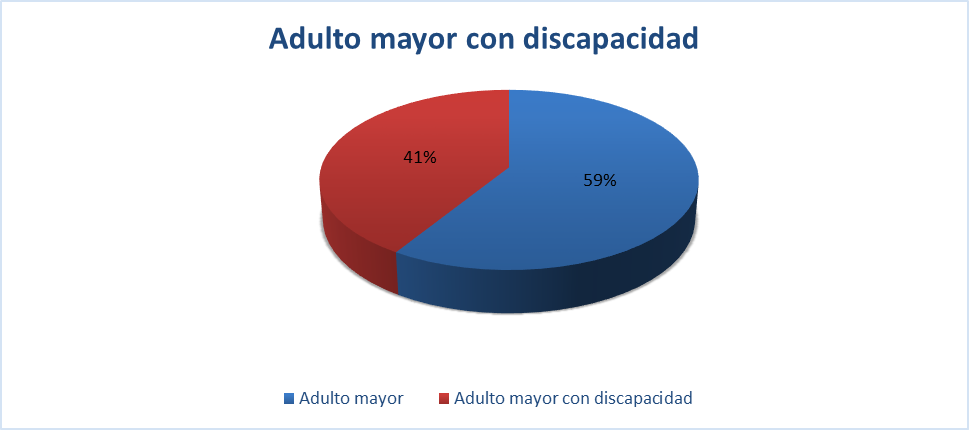 Adulto mayor con discapacidad
41%
59%
Adulto mayor
Adulto mayor con discapacidad